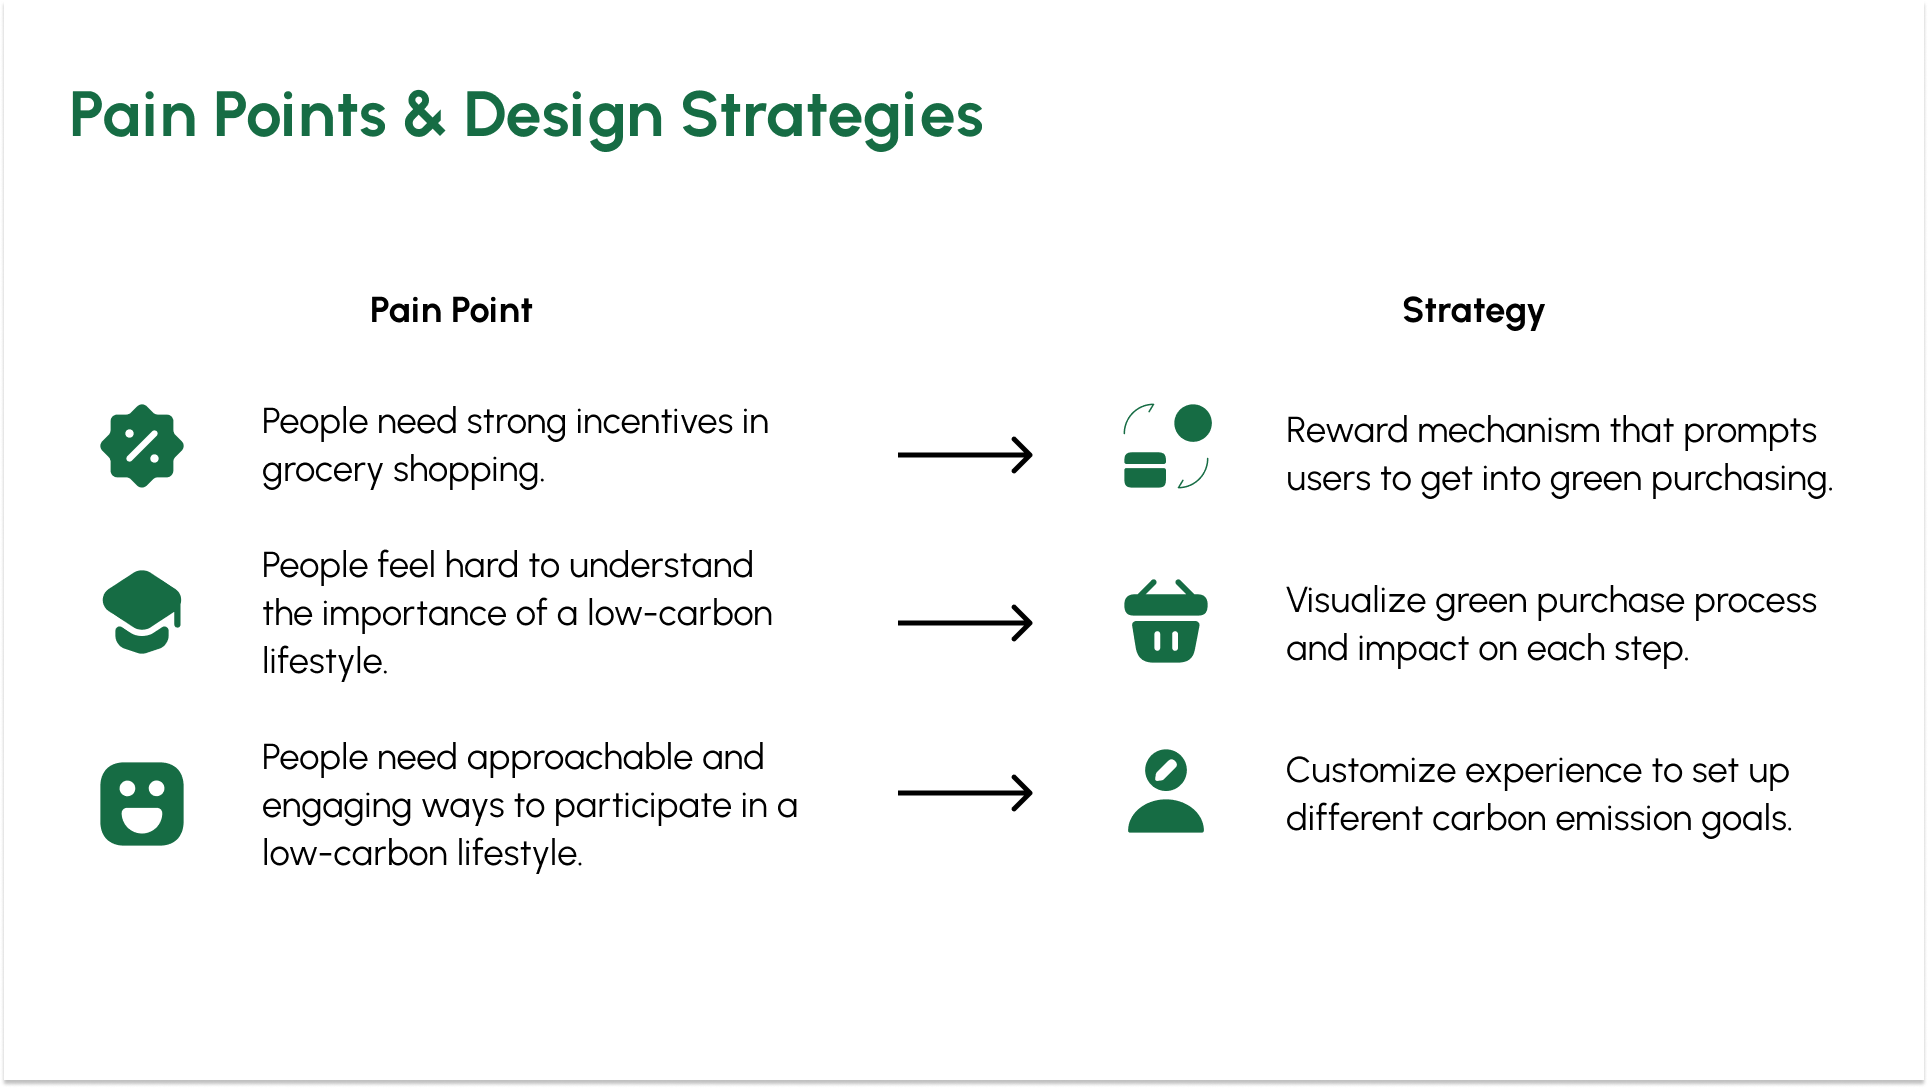 Pain Points & Design Strategies
Pain Point
Strategy
People need strong incentives in
grocery shopping.
Reward mechanism that prompts
users to get into green purchasing.
People feel hard to understand
the importance of a low-carbon
lifestyle.
Visualize green purchase process
and impact on each step.
People need approachable and
engaging ways to participate in a
low-carbon lifestyle.
Customize experience to set up
different carbon emission goals.